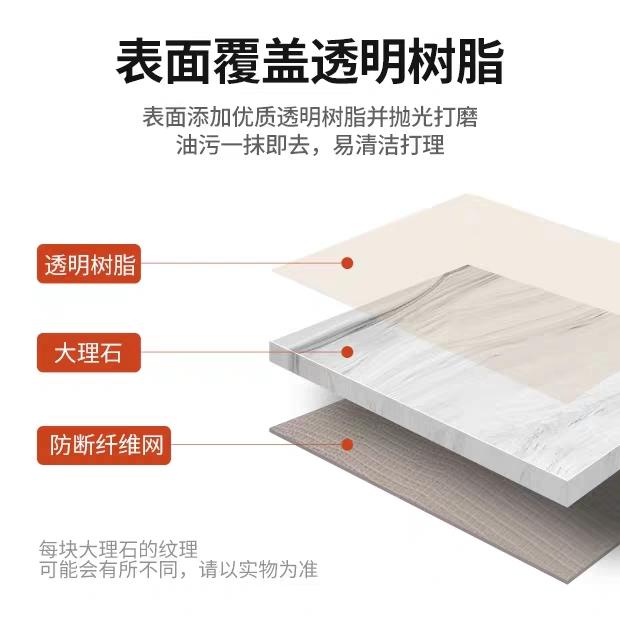 表面覆盖透明树脂
表面添加优质透明树脂并抛光打磨
油污一抹即去，易清洁打理
透明树脂
大理石
防断纤维网
每块大理石的纹理
可能会有所不同，请以实物为准